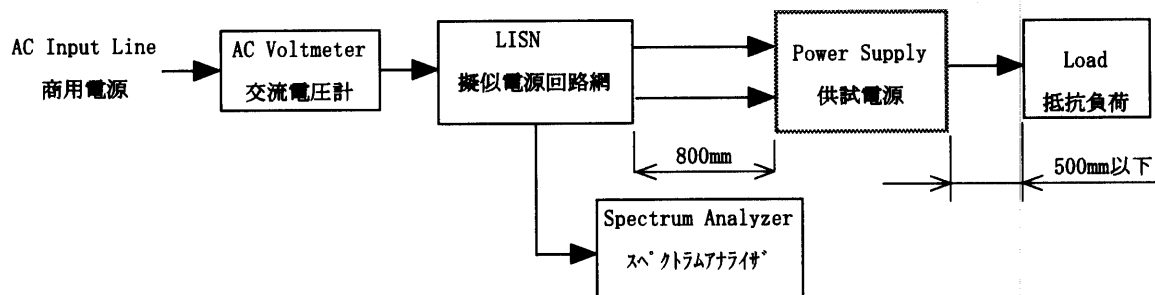 AC Input Line
商用電源
AC Voltmeter
交流電圧計
LISN
擬似電源回路網
Power Supply
供試電源
Load
抵抗負荷
800mm
500mm以下
Spectrum Analyzer
ｽﾍﾟｸﾄﾗﾑｱﾅﾗｲｻﾞ